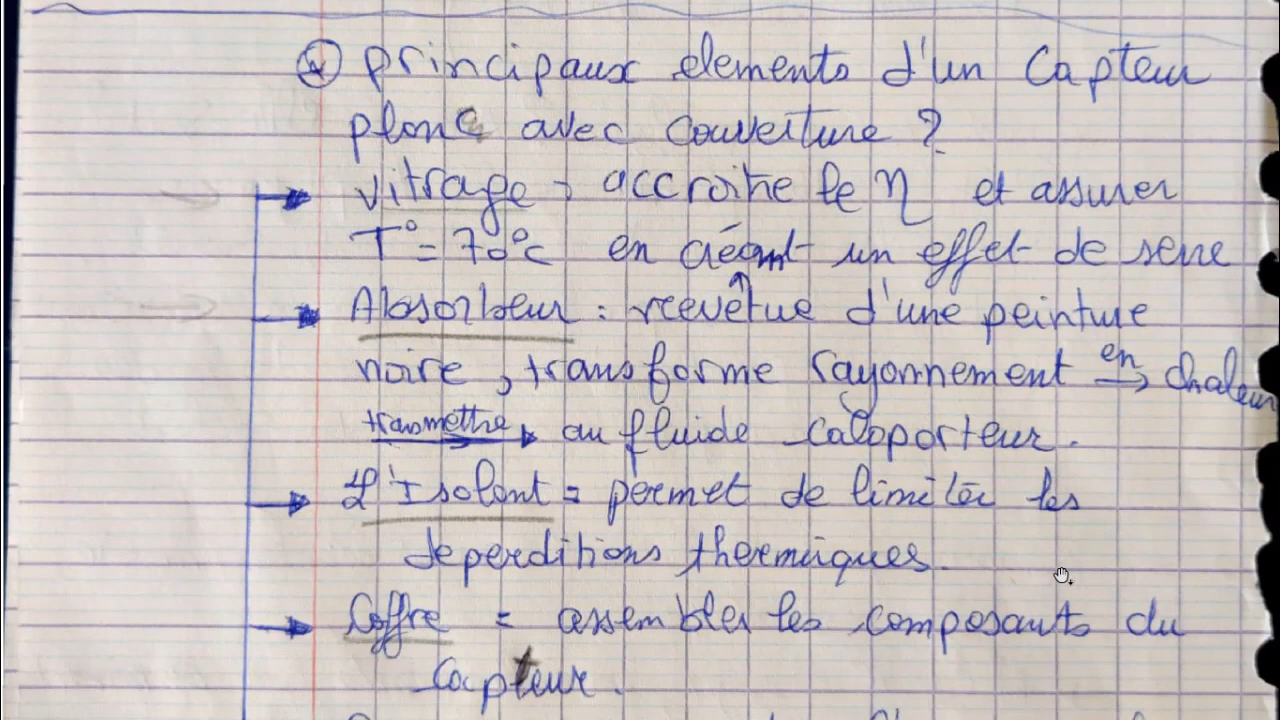 principaux elements d'un Capteur
plane avec couverture ?
Vitrage → accroitre le η et assurer
T° = 70°c en créant un effet de serre
Absorbeur : revêtue d'une peinture
noire, transforme rayonnement en → chaleur
transmettre → au fluide caloporteur.
L'Isolant = permet de limiter les
deperditions thermiques.
Coffre = assembler les composants du
Capteur.